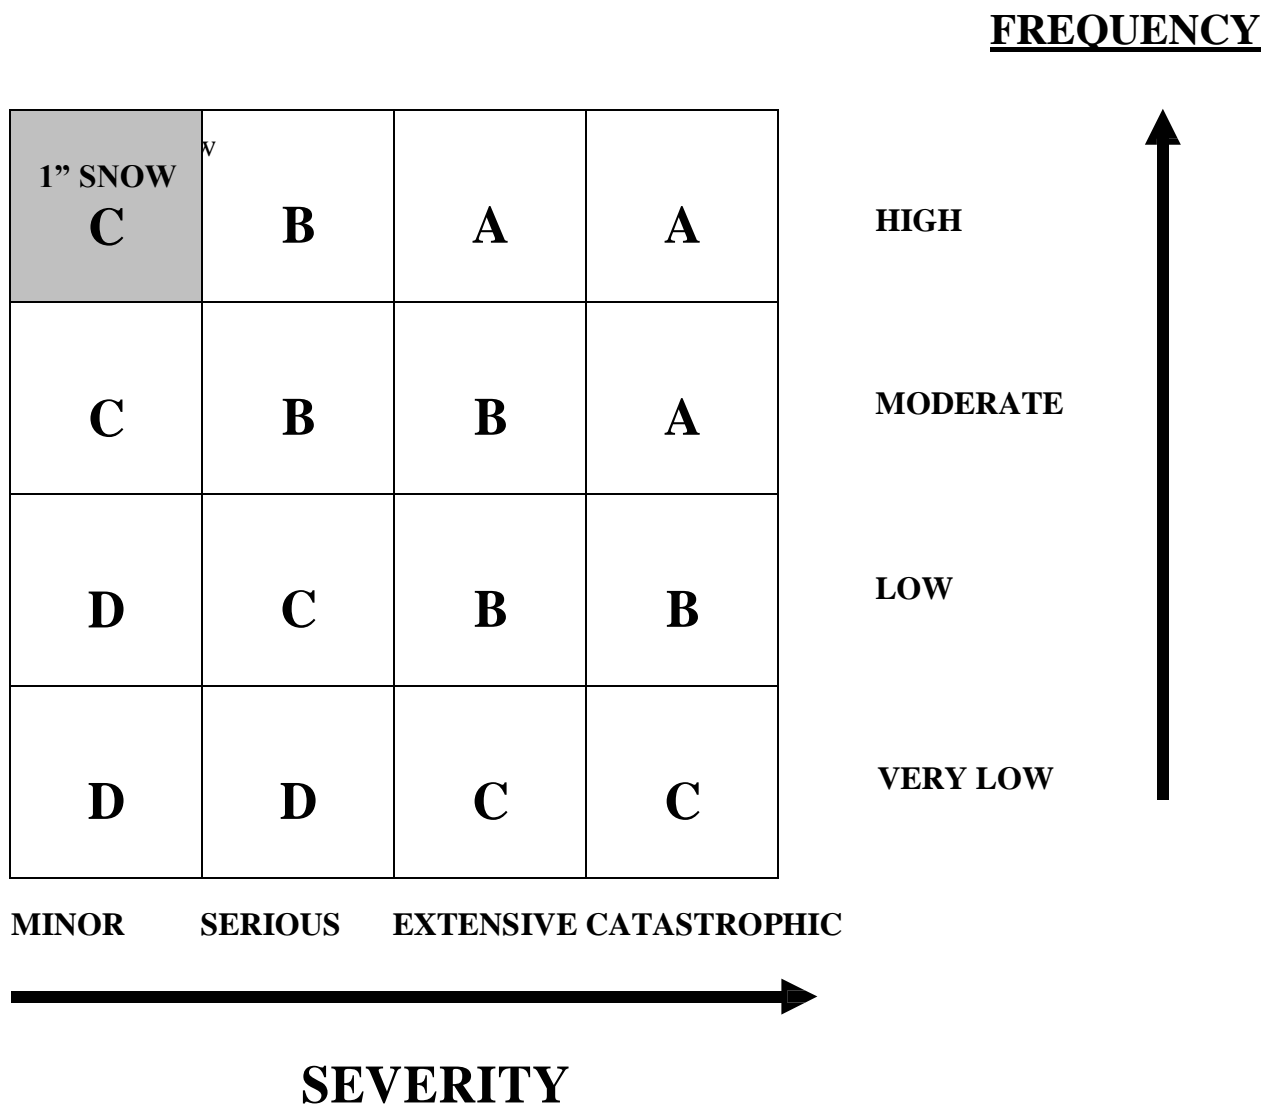 FREQUENCY
1” SNOW
C B A A HIGH
C B B A MODERATE
D C B B LOW
D D C C VERY LOW
MINOR SERIOUS EXTENSIVE CATASTROPHIC
SEVERITY